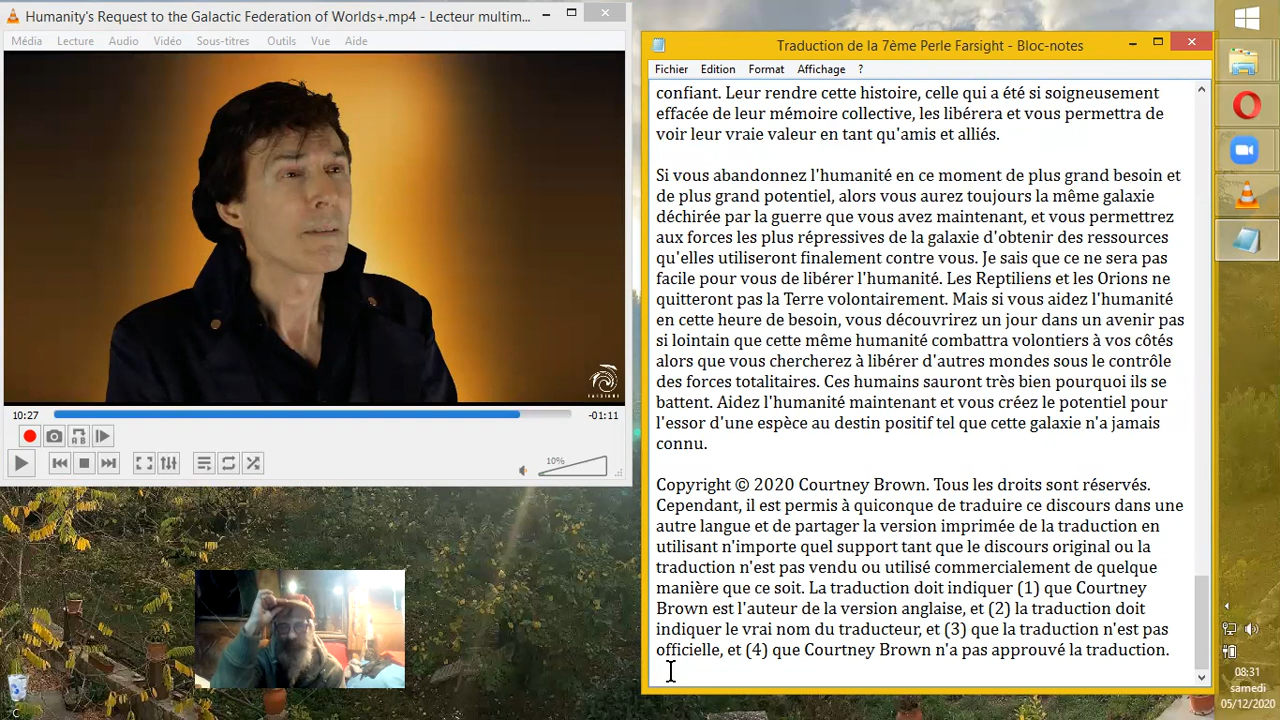 Humanity's Request to the Galactic Federation of Worlds+.mp4 - Lecteur multim...
Média Lecture Audio Vidéo Sous-titres Outils Vue Aide
FARSIGHT
10:27
-01:11
10%
Traduction de la 7ème Perle Farsight - Bloc-notes
Fichier Edition Format Affichage ?
confiant. Leur rendre cette histoire, celle qui a été si soigneusement
effacée de leur mémoire collective, les libérera et vous permettra de
voir leur vraie valeur en tant qu'amis et alliés.
Si vous abandonnez l'humanité en ce moment de plus grand besoin et
de plus grand potentiel, alors vous aurez toujours la même galaxie
déchirée par la guerre que vous avez maintenant, et vous permettrez
aux forces les plus répressives de la galaxie d'obtenir des ressources
qu'elles utiliseront finalement contre vous. Je sais que ce ne sera pas
facile pour vous de libérer l'humanité. Les Reptiliens et les Orions ne
quitteront pas la Terre volontairement. Mais si vous aidez l'humanité
en cette heure de besoin, vous découvrirez un jour dans un avenir pas
si lointain que cette même humanité combattra volontiers à vos côtés
alors que vous chercherez à libérer d'autres mondes sous le contrôle
des forces totalitaires. Ces humains sauront très bien pourquoi ils se
battent. Aidez l'humanité maintenant et vous créez le potentiel pour
l'essor d'une espèce au destin positif tel que cette galaxie n'a jamais
connu.
Copyright © 2020 Courtney Brown. Tous les droits sont réservés.
Cependant, il est permis à quiconque de traduire ce discours dans une
autre langue et de partager la version imprimée de la traduction en
utilisant n'importe quel support tant que le discours original ou la
traduction n'est pas vendu ou utilisé commercialement de quelque
manière que ce soit. La traduction doit indiquer (1) que Courtney
Brown est l'auteur de la version anglaise, et (2) la traduction doit
indiquer le vrai nom du traducteur, et (3) que la traduction n'est pas
officielle, et (4) que Courtney Brown n'a pas approuvé la traduction.
C
08:31
samedi
05/12/2020